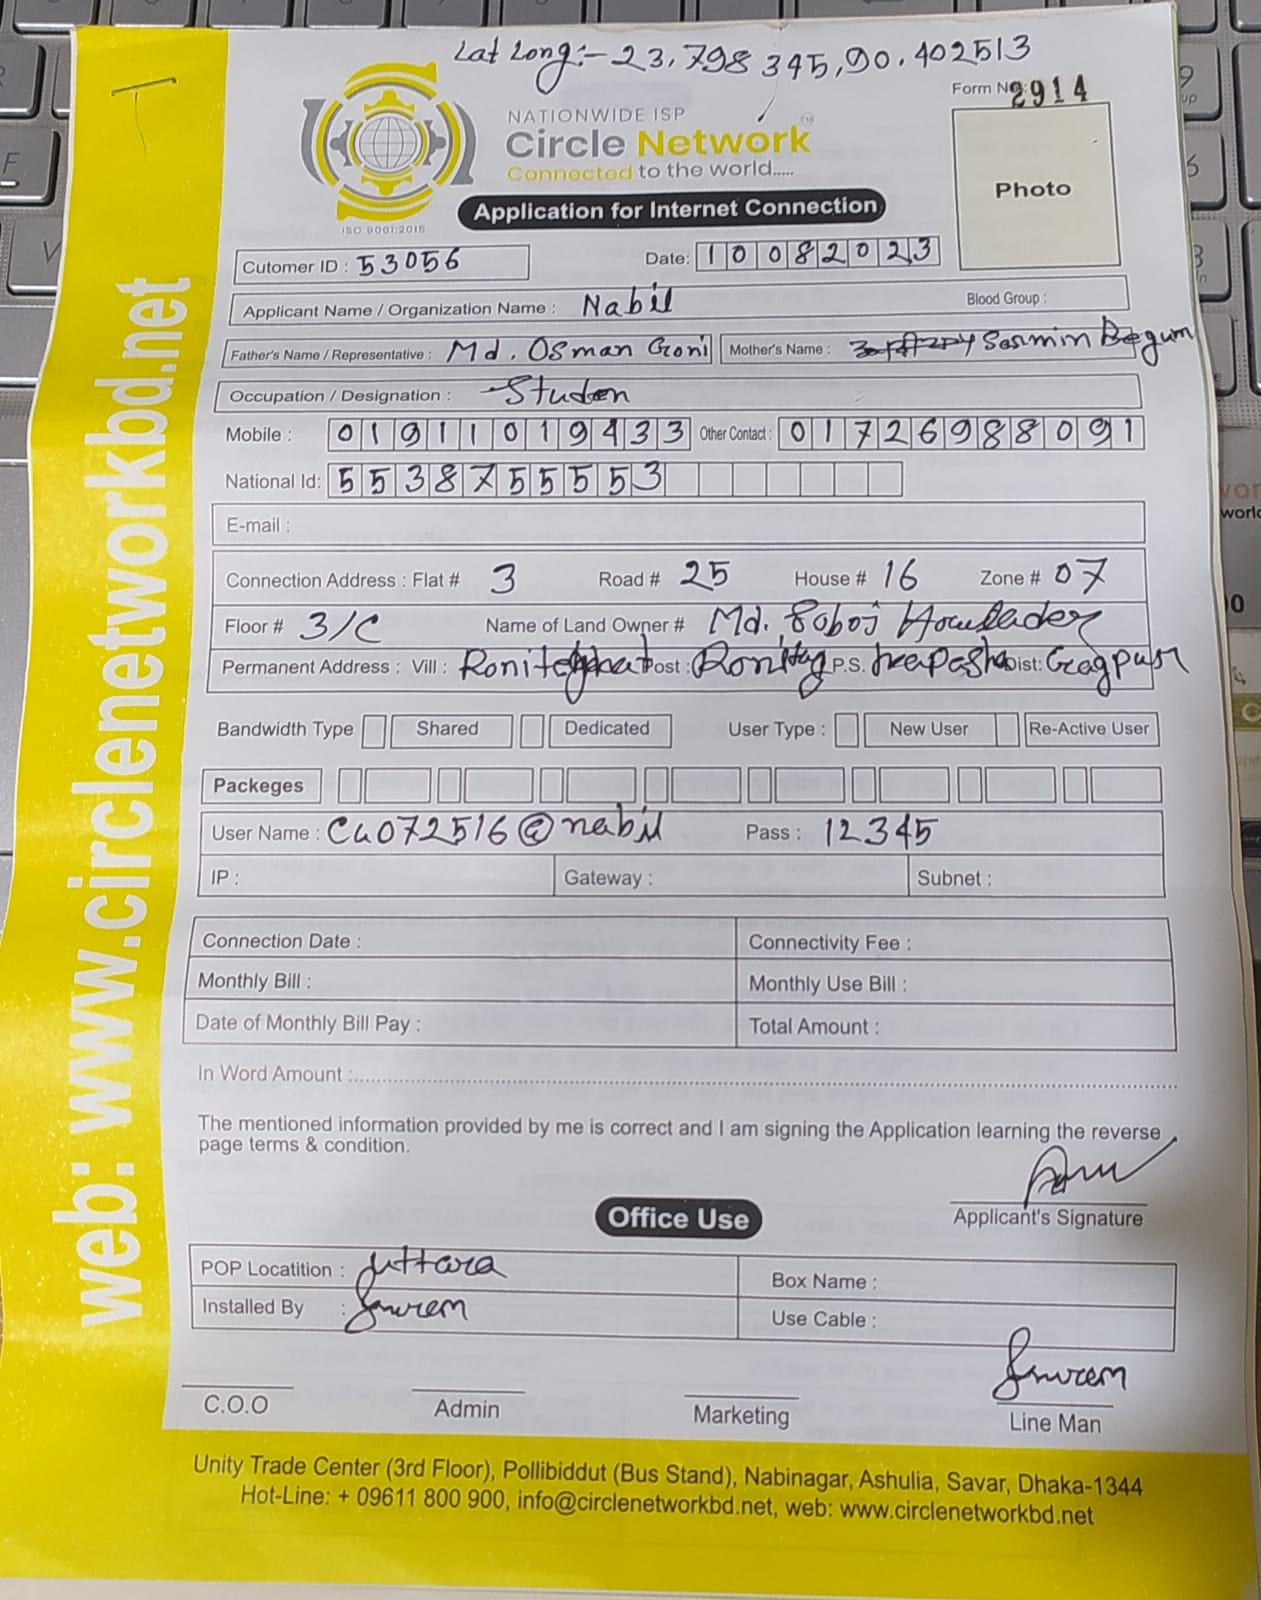 Lat Long:- 23.798345,90.402513
Form No: 2914
NATIONWIDE ISP
Circle Network
Connected to the world.....
ISO 9001:2015
Application for Internet Connection
Photo
Cutomer ID : 53056
Date: 10082023
Applicant Name / Organization Name : Nabil Blood Group :
Father's Name / Representative : Md. Osman Goni Mother's Name : Sasmin Begum
Occupation / Designation : Studen
Mobile : 01911019433 Other Contact : 01726988091
National Id: 5538755553
E-mail :
Connection Address : Flat # 3 Road # 25 House # 16 Zone # 07
Floor # 3/C Name of Land Owner # Md. Soboj Howlader
Permanent Address : Vill : Post : P.S. Dist:
Bandwidth Type Shared Dedicated User Type : New User Re-Active User
Packeges
User Name : Ca072516@nabil Pass : 12345
IP : Gateway : Subnet :
Connection Date : Connectivity Fee :
Monthly Bill : Monthly Use Bill :
Date of Monthly Bill Pay : Total Amount :
In Word Amount :
The mentioned information provided by me is correct and I am signing the Application learning the reverse
page terms & condition.
Applicant's Signature
Office Use
POP Locatition : Uttara Box Name :
Installed By : Use Cable :
C.O.O Admin Marketing Line Man
Unity Trade Center (3rd Floor), Pollibiddut (Bus Stand), Nabinagar, Ashulia, Savar, Dhaka-1344
Hot-Line: + 09611 800 900, info@circlenetworkbd.net, web: www.circlenetworkbd.net
web: www.circlenetworkbd.net